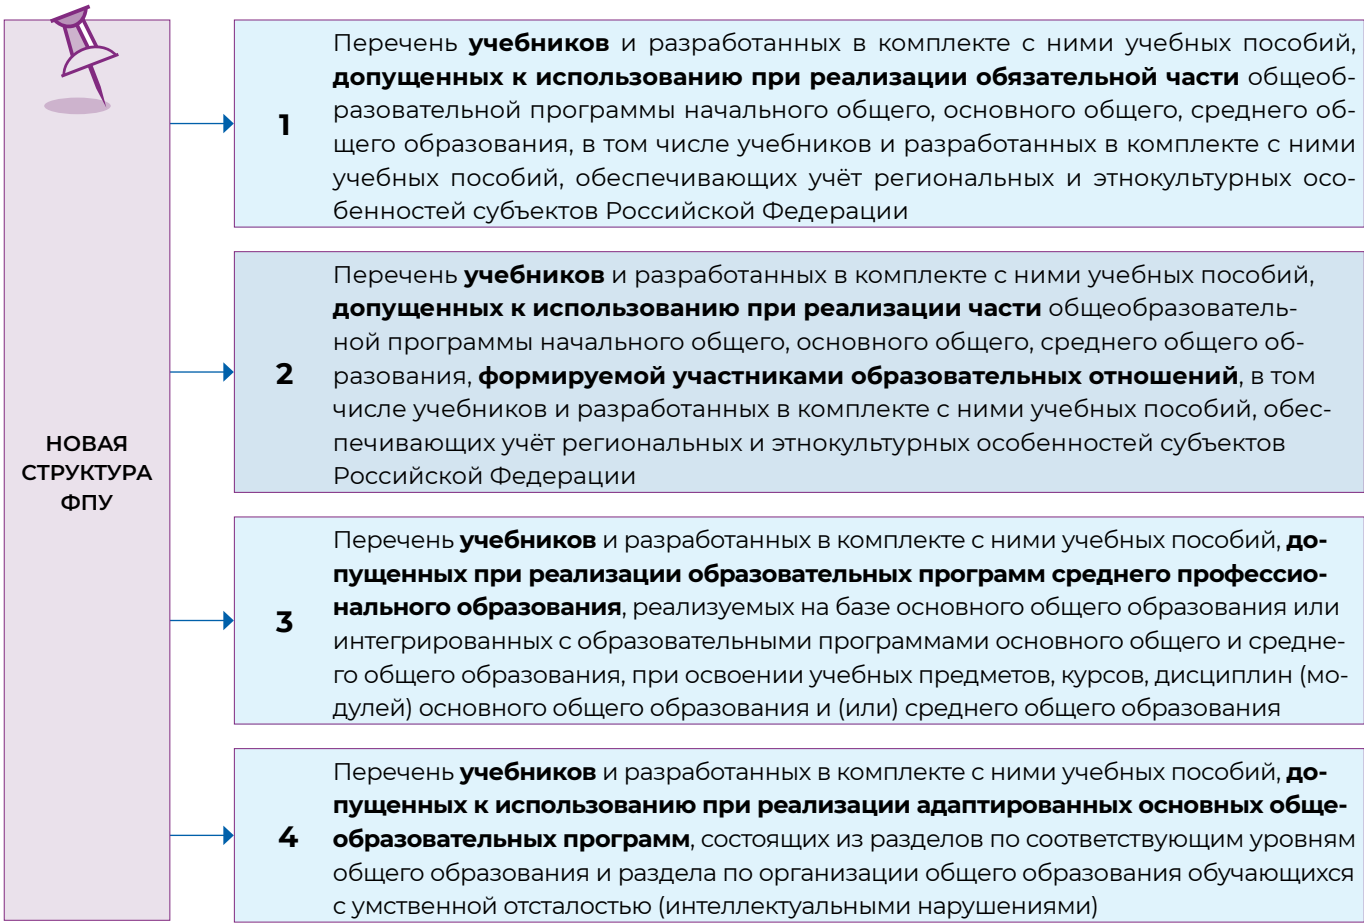 НОВАЯ
СТРУКТУРА
ФПУ
1
Перечень учебников и разработанных в комплекте с ними учебных пособий,
допущенных к использованию при реализации обязательной части общеоб-
разовательной программы начального общего, основного общего, среднего об-
щего образования, в том числе учебников и разработанных в комплекте с ними
учебных пособий, обеспечивающих учёт региональных и этнокультурных осо-
бенностей субъектов Российской Федерации
2
Перечень учебников и разработанных в комплекте с ними учебных пособий,
допущенных к использованию при реализации части общеобразователь-
ной программы начального общего, основного общего, среднего общего об-
разования, формируемой участниками образовательных отношений, в том
числе учебников и разработанных в комплекте с ними учебных пособий, обес-
печивающих учёт региональных и этнокультурных особенностей субъектов
Российской Федерации
3
Перечень учебников и разработанных в комплекте с ними учебных пособий, до-
пущенных при реализации образовательных программ среднего профессио-
нального образования, реализуемых на базе основного общего образования или
интегрированных с образовательными программами основного общего и средне-
го общего образования, при освоении учебных предметов, курсов, дисциплин (мо-
дулей) основного общего образования и (или) среднего общего образования
4
Перечень учебников и разработанных в комплекте с ними учебных пособий, до-
пущенных к использованию при реализации адаптированных основных обще-
образовательных программ, состоящих из разделов по соответствующим уровням
общего образования и раздела по организации общего образования обучающихся
с умственной отсталостью (интеллектуальными нарушениями)